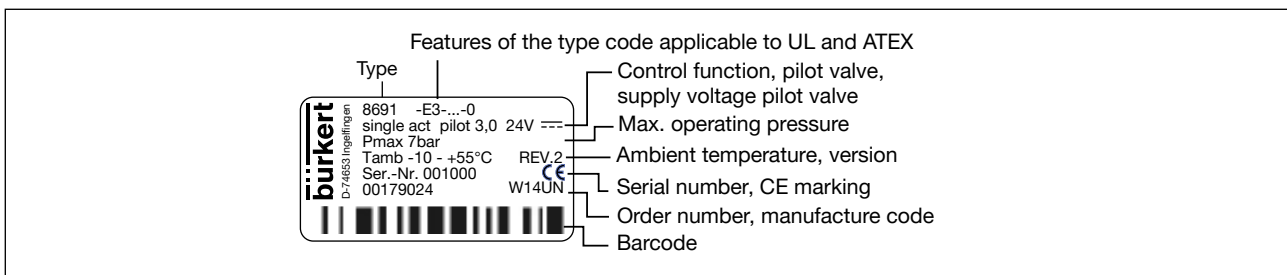 Features of the type code applicable to UL and ATEX
Type
bürkert
D-74653 Ingelfingen
8691 -E3-...-0
single act pilot 3,0 24V
Pmax 7bar
Tamb -10 - +55°C REV.2
Ser.-Nr. 001000 CE
00179024 W14UN
Control function, pilot valve,
supply voltage pilot valve
Max. operating pressure
Ambient temperature, version
Serial number, CE marking
Order number, manufacture code
Barcode